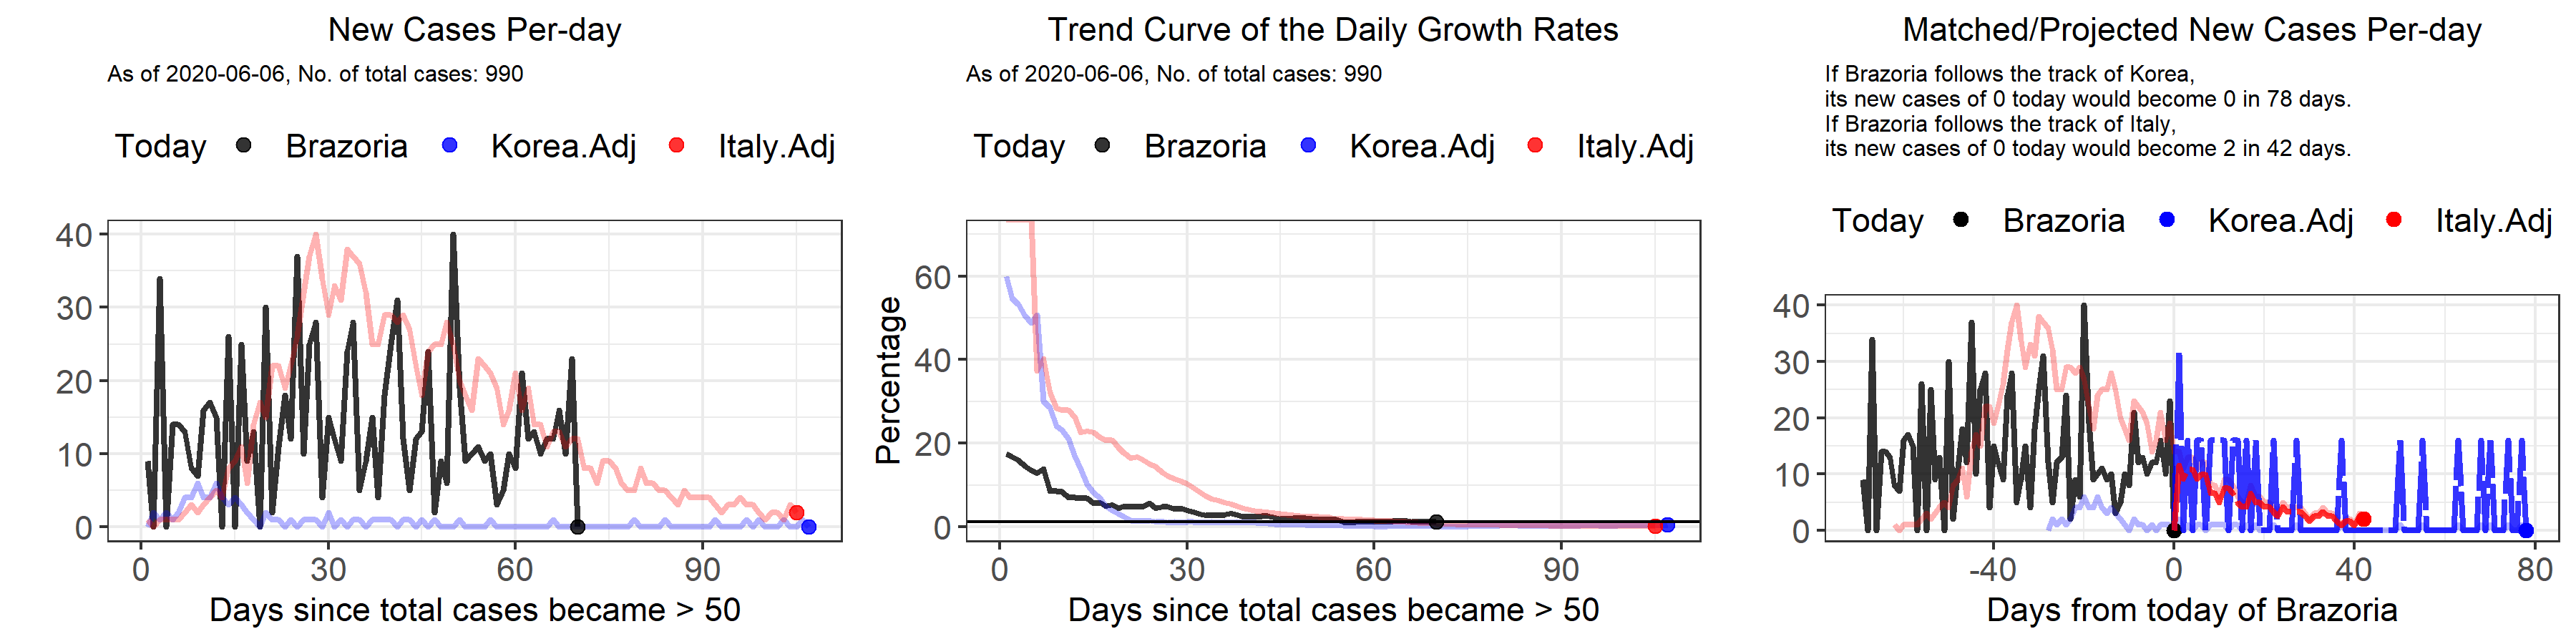 New Cases Per-day
As of 2020-06-06, No. of total cases: 990
Today Brazoria Korea.Adj Italy.Adj
40
30
20
10
0
0 30 60 90
Days since total cases became > 50
Trend Curve of the Daily Growth Rates
As of 2020-06-06, No. of total cases: 990
Today Brazoria Korea.Adj Italy.Adj
Percentage
60
40
20
0
0 30 60 90
Days since total cases became > 50
Matched/Projected New Cases Per-day
If Brazoria follows the track of Korea,
its new cases of 0 today would become 0 in 78 days.
If Brazoria follows the track of Italy,
its new cases of 0 today would become 2 in 42 days.
Today Brazoria Korea.Adj Italy.Adj
40
30
20
10
0
-40 0 40 80
Days from today of Brazoria